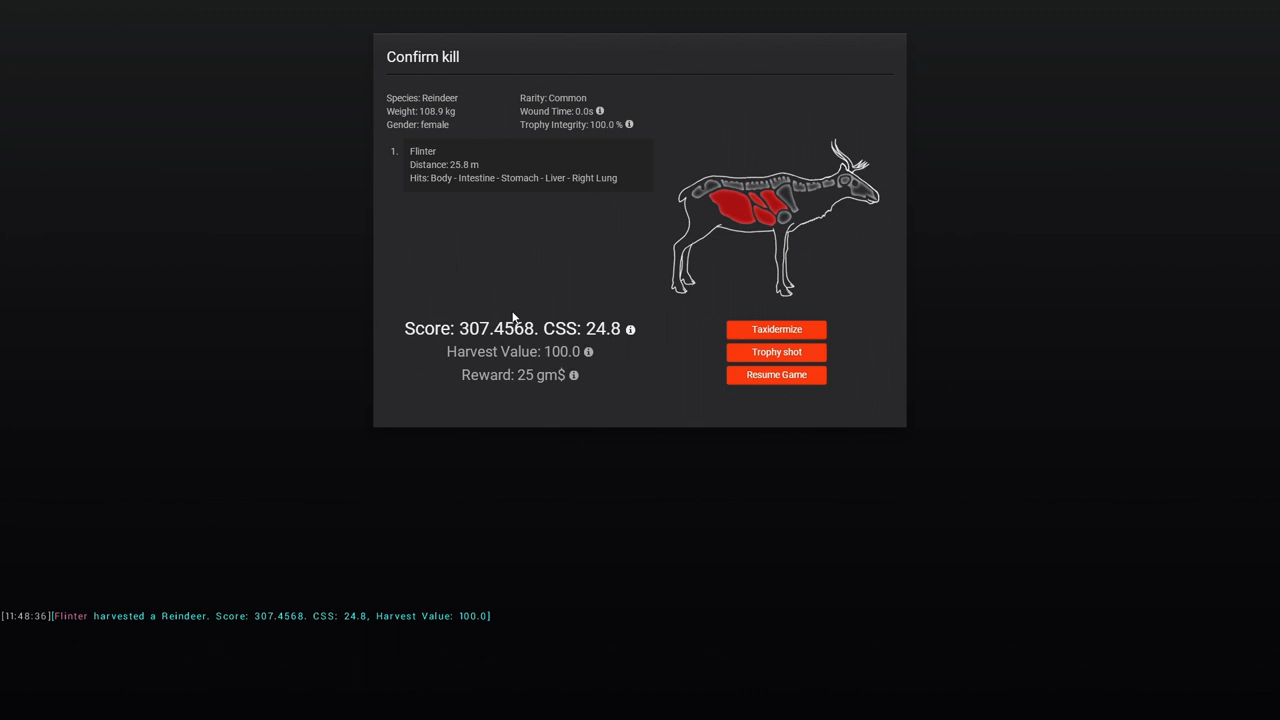 Confirm kill
Species: Reindeer
Weight: 108.9 kg
Gender: female
Rarity: Common
Wound Time: 0.0s
Trophy Integrity: 100.0 %
1. Flinter
Distance: 25.8 m
Hits: Body - Intestine - Stomach - Liver - Right Lung
Score: 307.4568. CSS: 24.8
Harvest Value: 100.0
Reward: 25 gm$
Taxidermize
Trophy shot
Resume Game
[11:48:36][Flinter harvested a Reindeer. Score: 307.4568. CSS: 24.8, Harvest Value: 100.0]